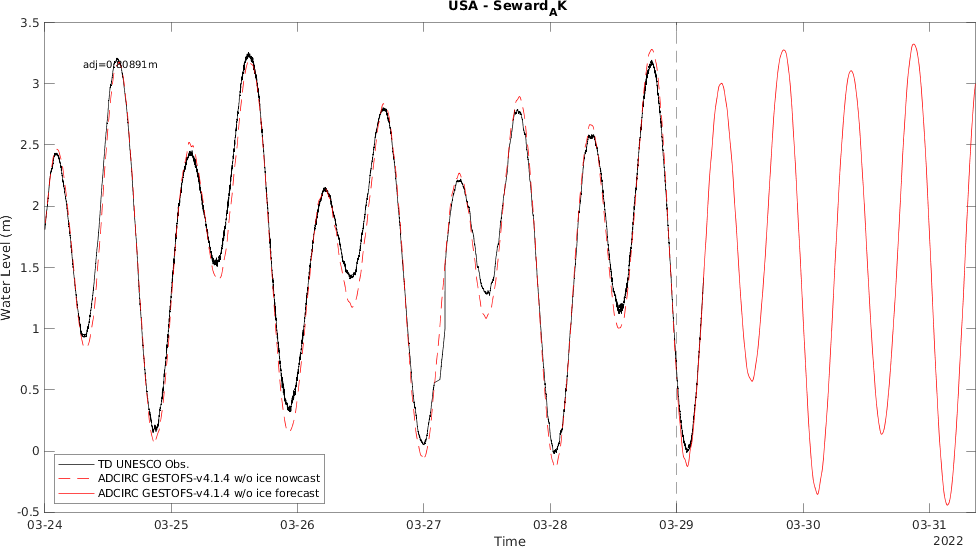 USA - Seward_AK
3.5
adj=0.80891m
3
2.5
2
1.5
1
0.5
0
-0.5
Water Level (m)
TD UNESCO Obs.
ADCIRC GESTOFS-v4.1.4 w/o ice nowcast
ADCIRC GESTOFS-v4.1.4 w/o ice forecast
03-24 03-25 03-26 03-27 03-28 03-29 03-30 03-31
Time 2022